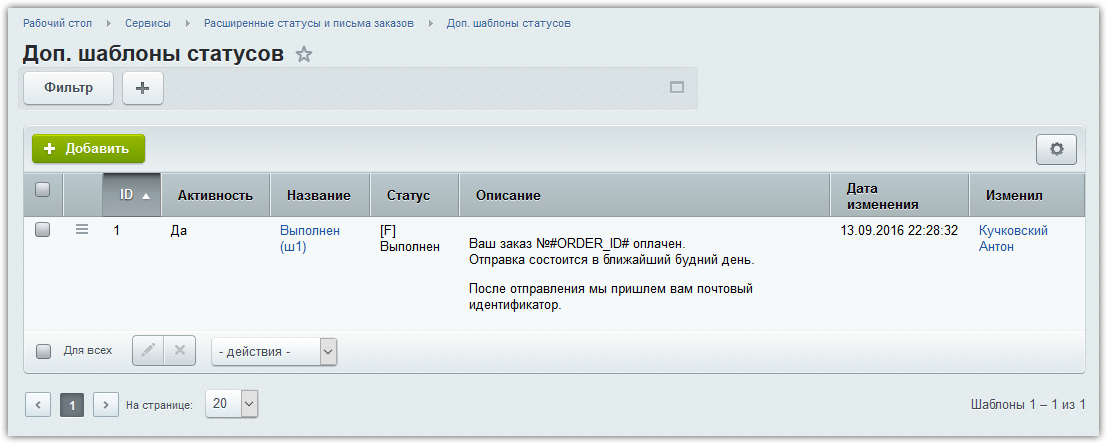 Рабочий стол Сервисы Расширенные статусы и письма заказов Доп. шаблоны статусов
Доп. шаблоны статусов
Фильтр
Добавить
ID Активность Название Статус Описание Дата изменения Изменил
1 Да Выполнен (ш1) [F] Выполнен
Ваш заказ №#ORDER_ID# оплачен.
Отправка состоится в ближайший будний день.
После отправления мы пришлем вам почтовый
идентификатор.
13.09.2016 22:28:32 Кучковский Антон
Для всех - действия -
1 На странице: 20 Шаблоны 1 – 1 из 1